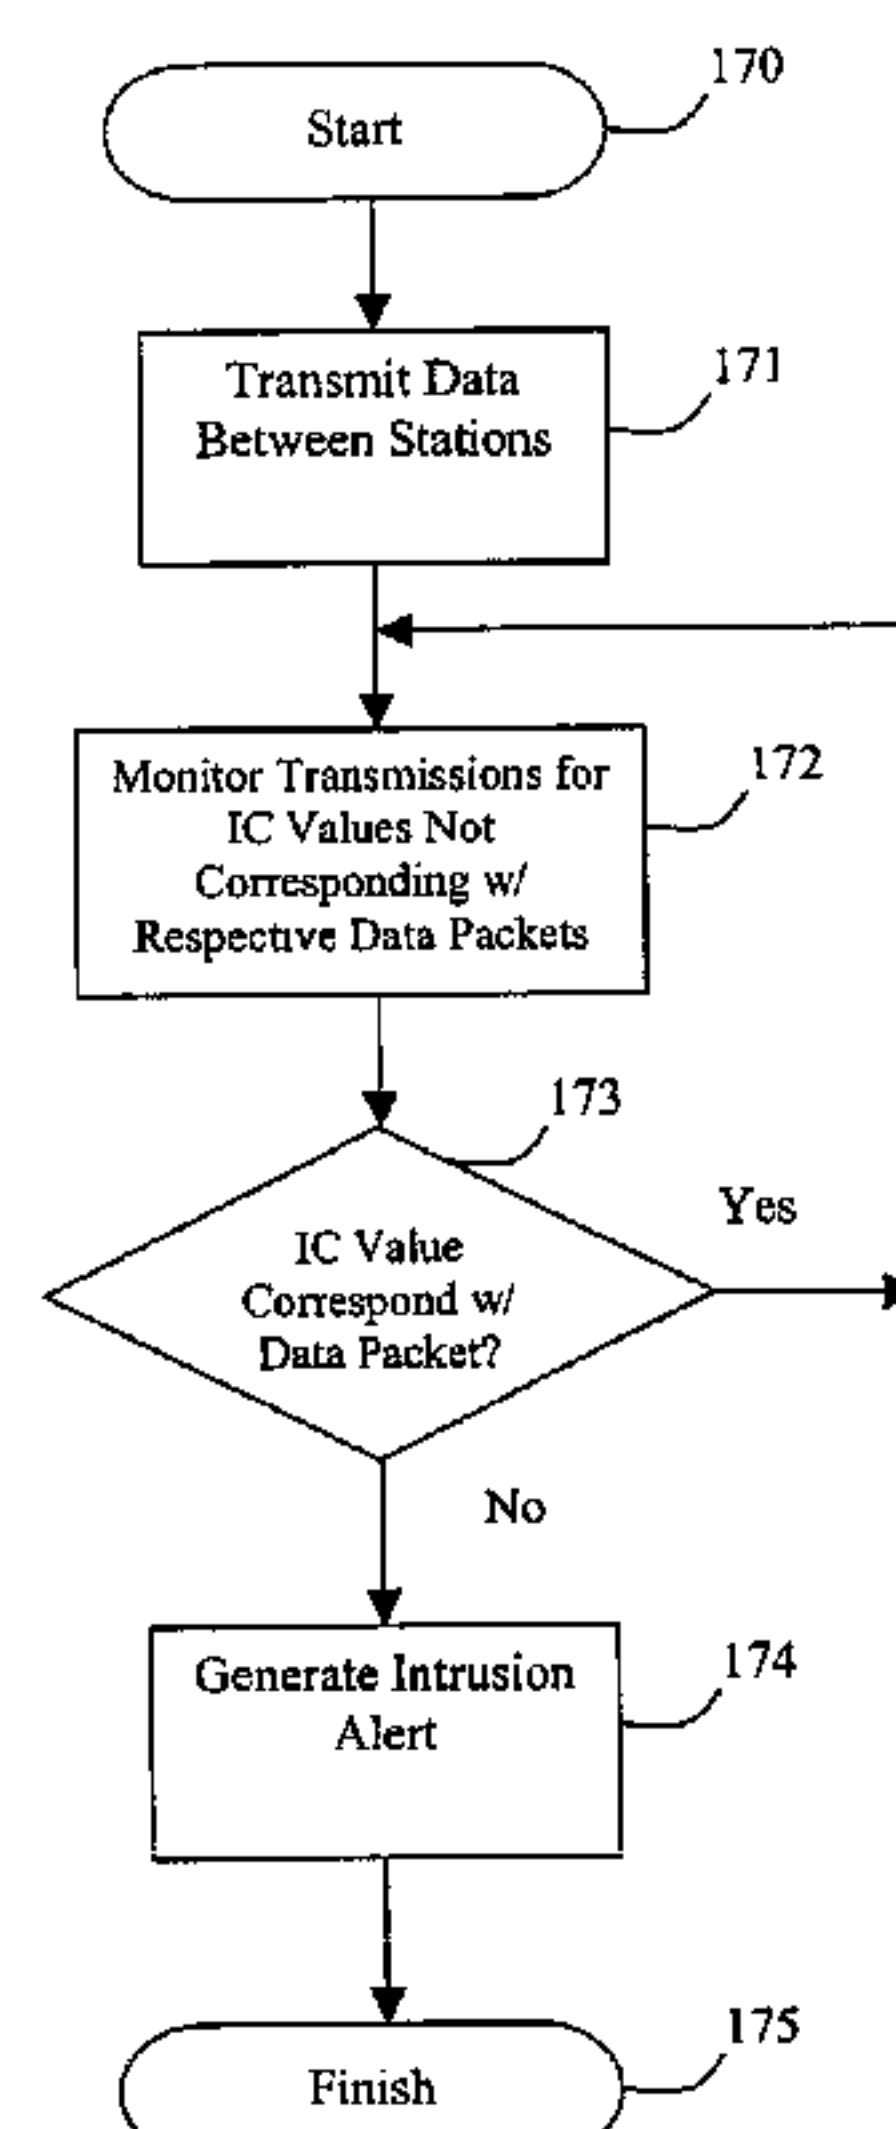 170
Start
171
Transmit Data
Between Stations
172
Monitor Transmissions for
IC Values Not
Corresponding w/
Respective Data Packets
173
Yes
IC Value
Correspond w/
Data Packet?
No
174
Generate Intrusion
Alert
175
Finish